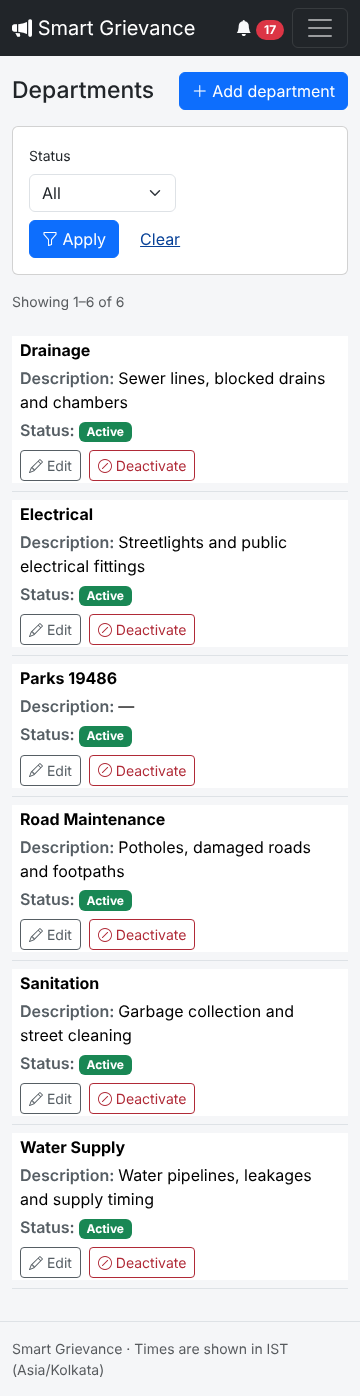 Smart Grievance 17
Departments
Add department
Status
All
Apply Clear
Showing 1–6 of 6
Drainage
Description: Sewer lines, blocked drains
and chambers
Status: Active
Edit Deactivate
Electrical
Description: Streetlights and public
electrical fittings
Status: Active
Edit Deactivate
Parks 19486
Description: —
Status: Active
Edit Deactivate
Road Maintenance
Description: Potholes, damaged roads
and footpaths
Status: Active
Edit Deactivate
Sanitation
Description: Garbage collection and
street cleaning
Status: Active
Edit Deactivate
Water Supply
Description: Water pipelines, leakages
and supply timing
Status: Active
Edit Deactivate
Smart Grievance · Times are shown in IST
(Asia/Kolkata)